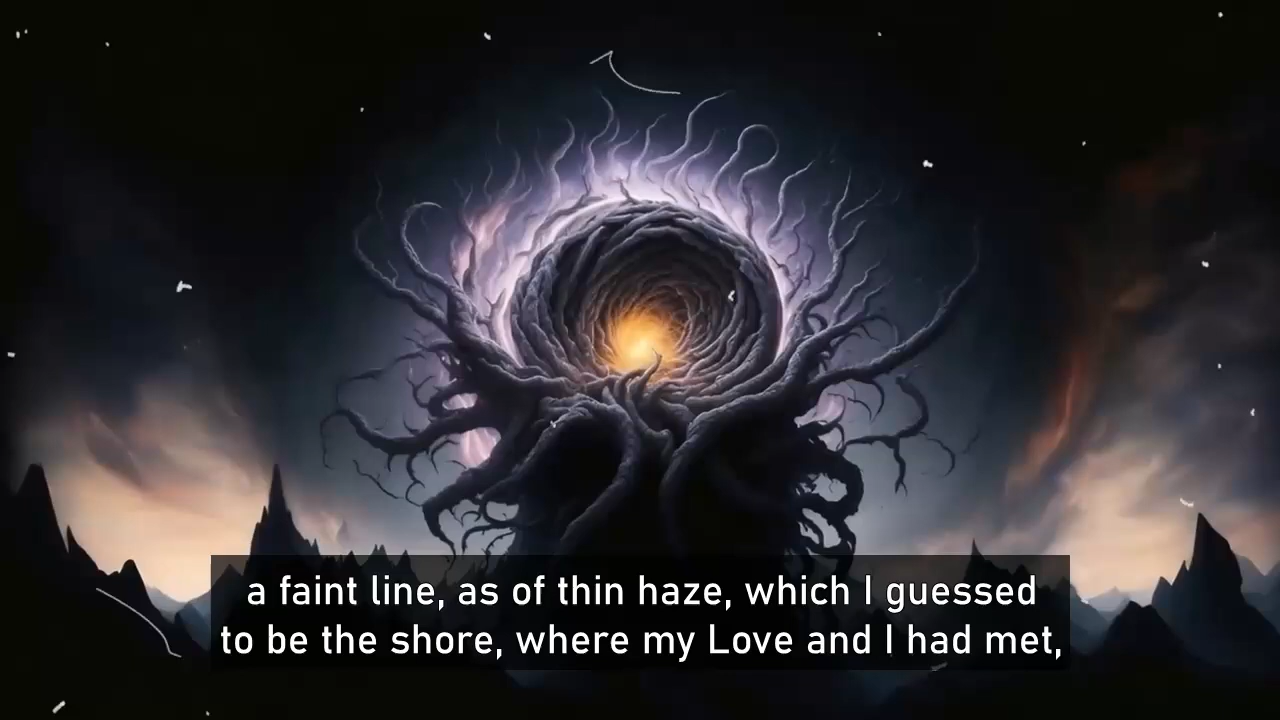 a faint line, as of thin haze, which I guessed
to be the shore, where my Love and I had met,